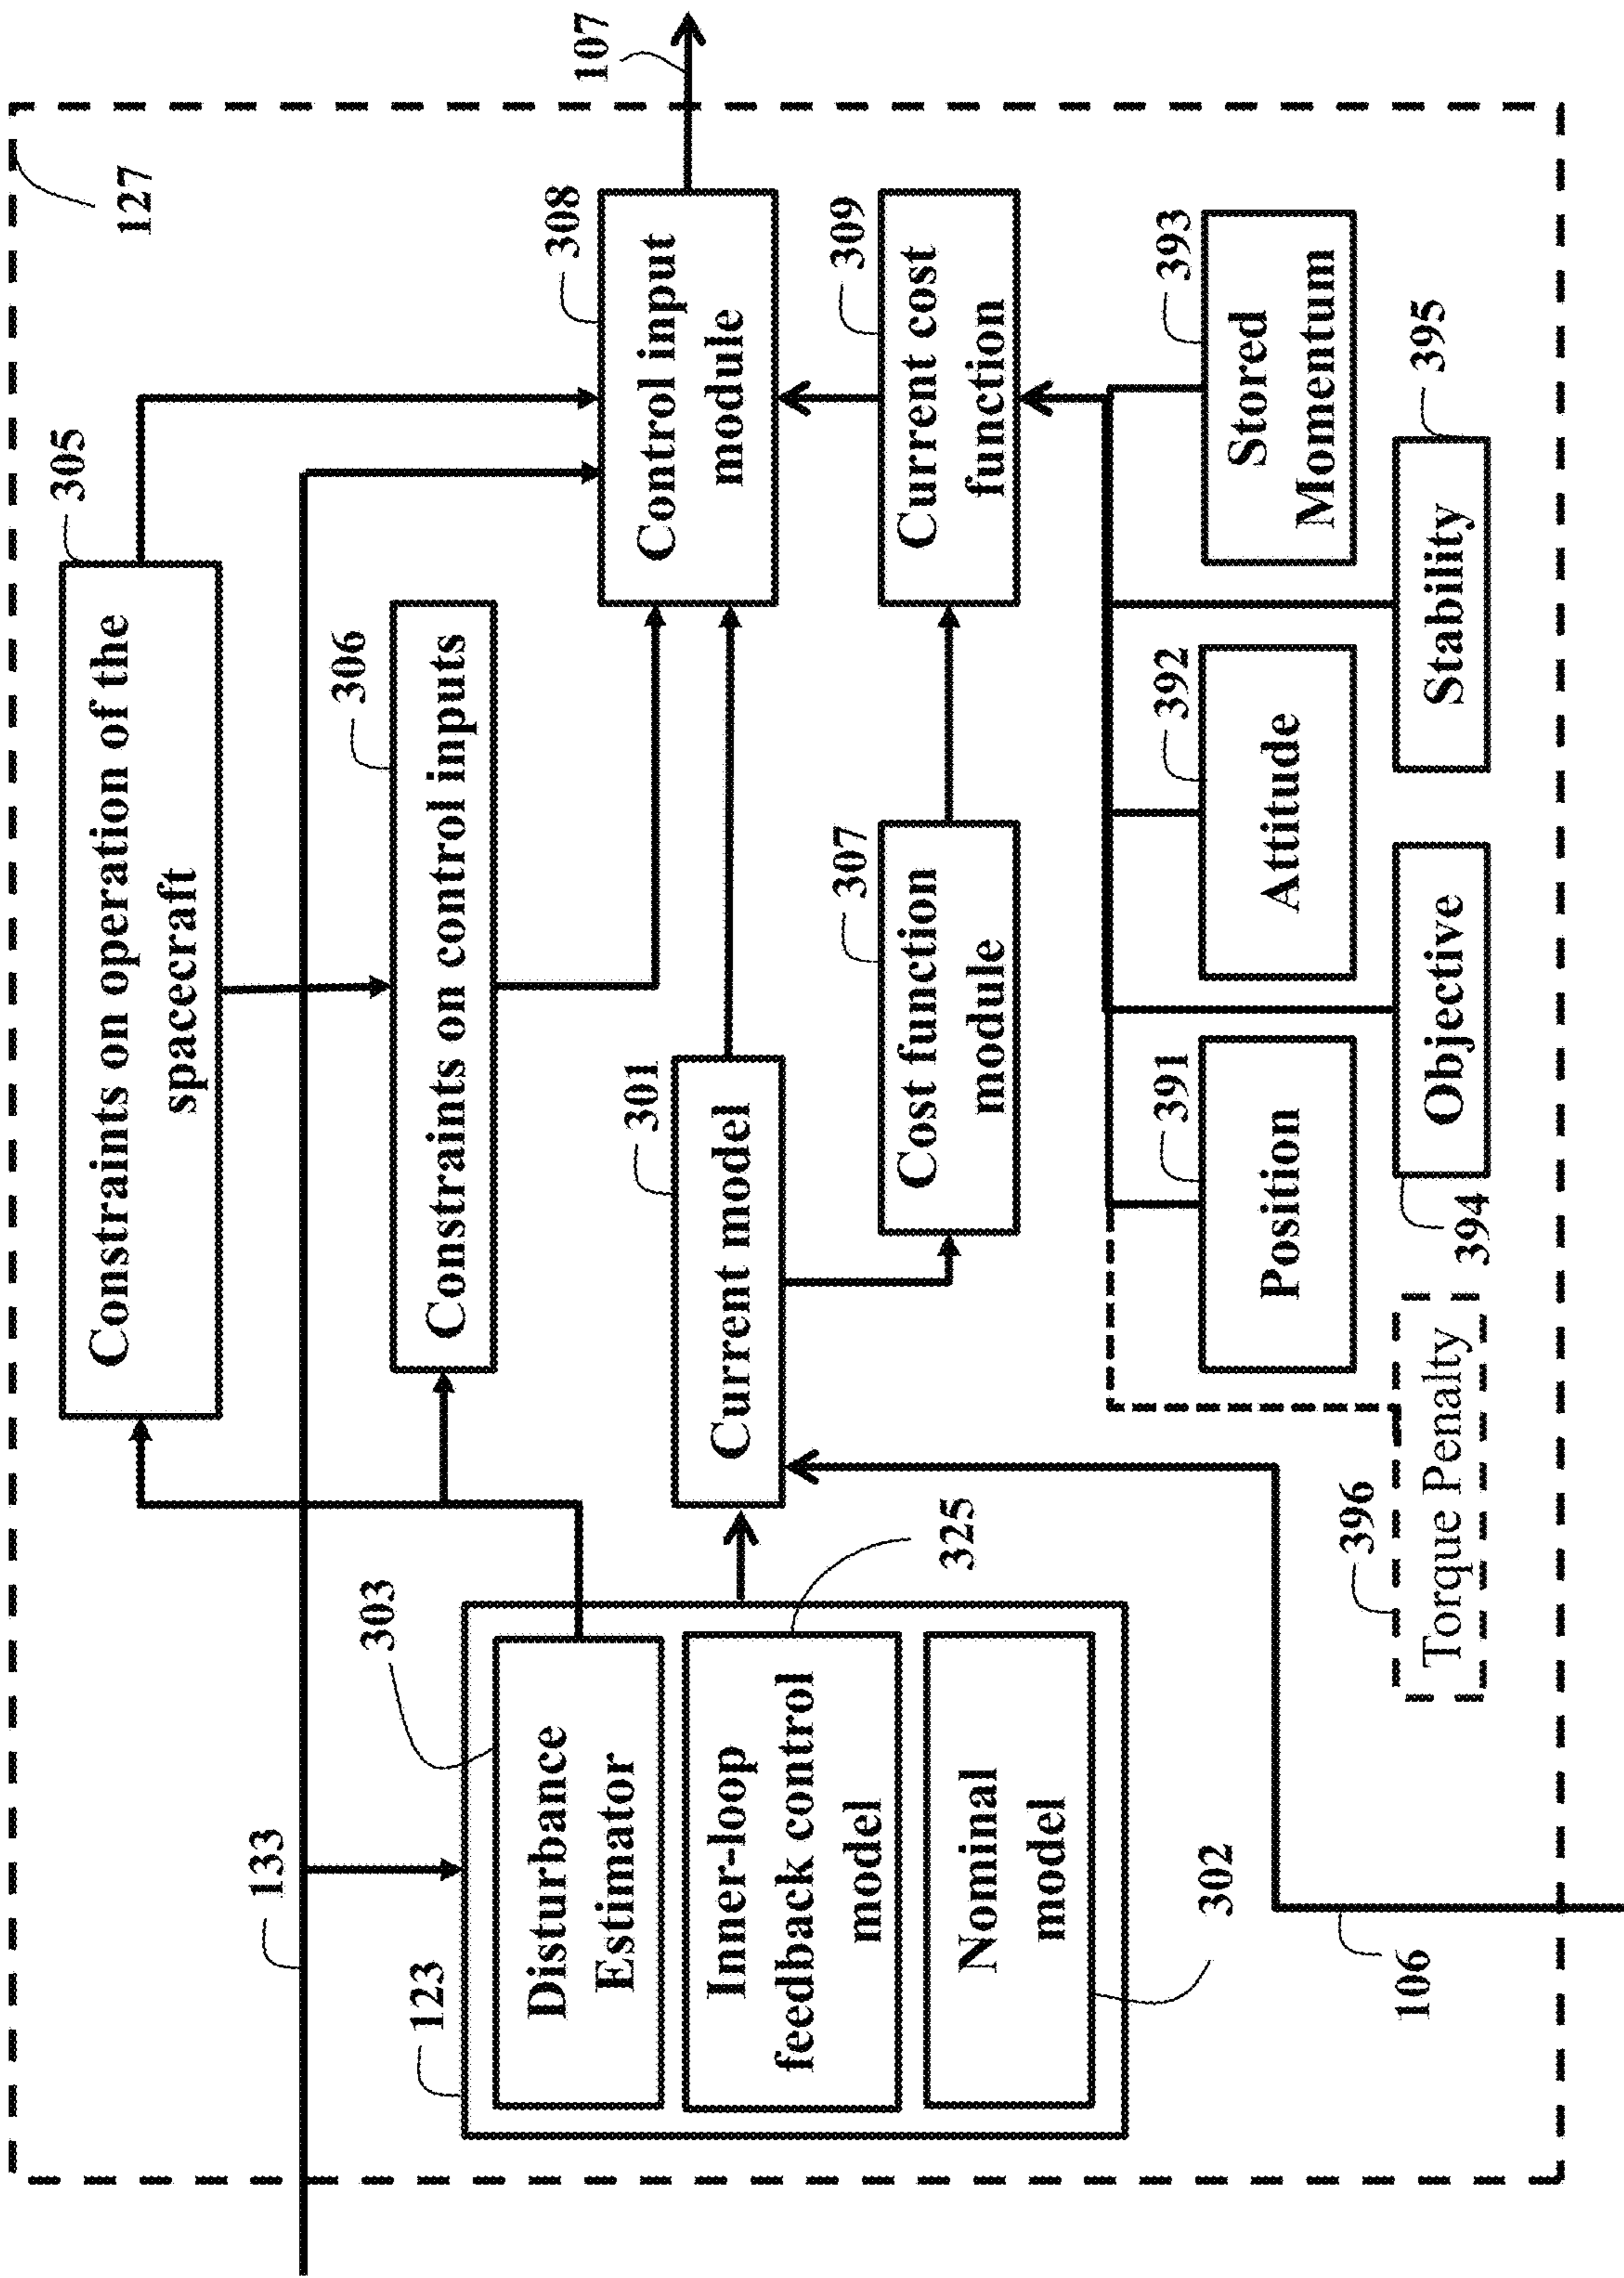 127
107
305
Constraints on operation of the
spacecraft
133
306
Constraints on control inputs
308
Control input
module
123
303
Disturbance
Estimator
325
Inner-loop
feedback control
model
302
Nominal
model
301
Current model
307
Cost function
module
309
Current cost
function
391
Position
392
Attitude
393
Stored
Momentum
396
Torque Penalty
394
Objective
395
Stability
106